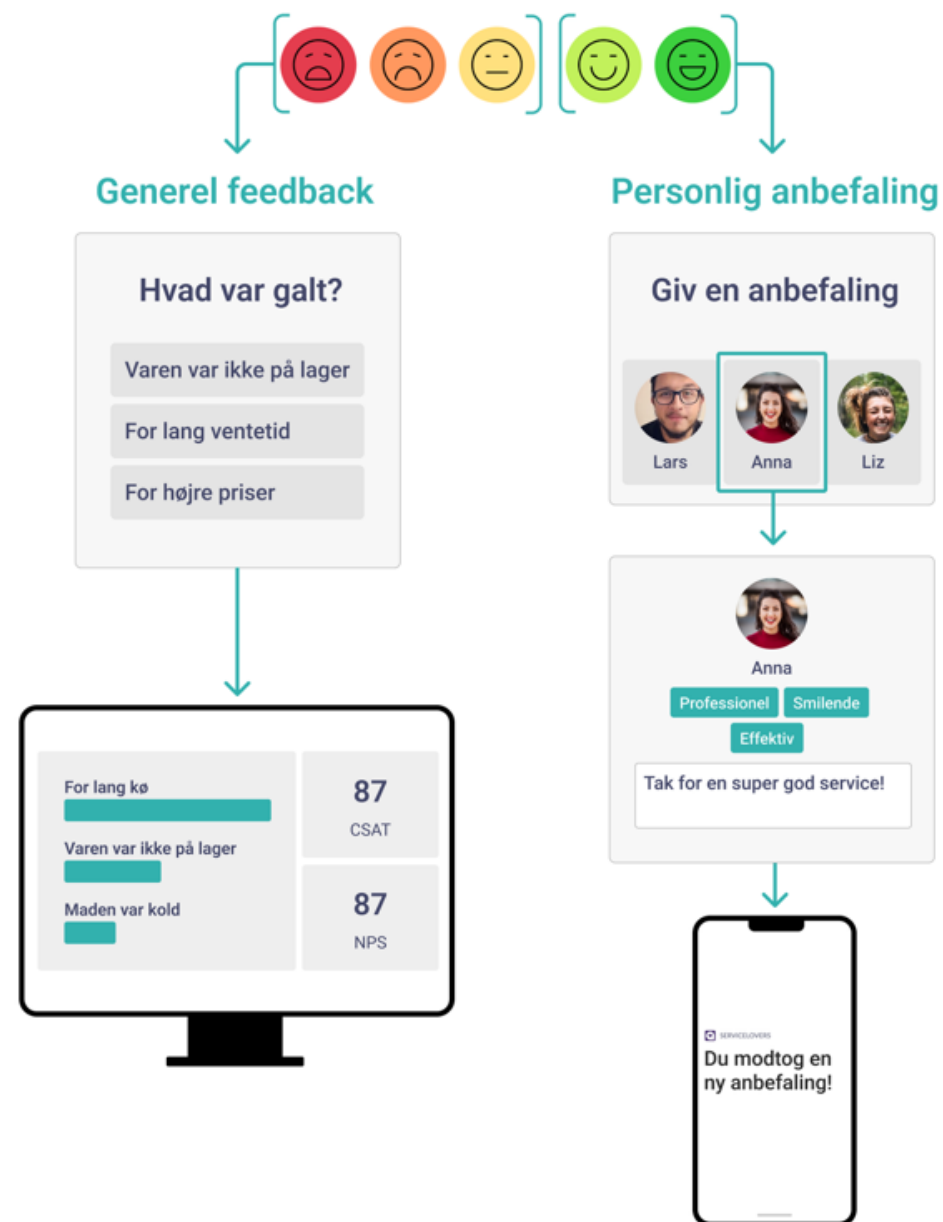 Generel feedback
Hvad var galt?
Varen var ikke på lager
For lang ventetid
For højre priser
For lang kø
Varen var ikke på lager
Maden var kold
87
CSAT
87
NPS
Personlig anbefaling
Giv en anbefaling
Lars Anna Liz
Anna
Professionel Smilende
Effektiv
Tak for en super god service!
SERVICELOVERS
Du modtog en
ny anbefaling!